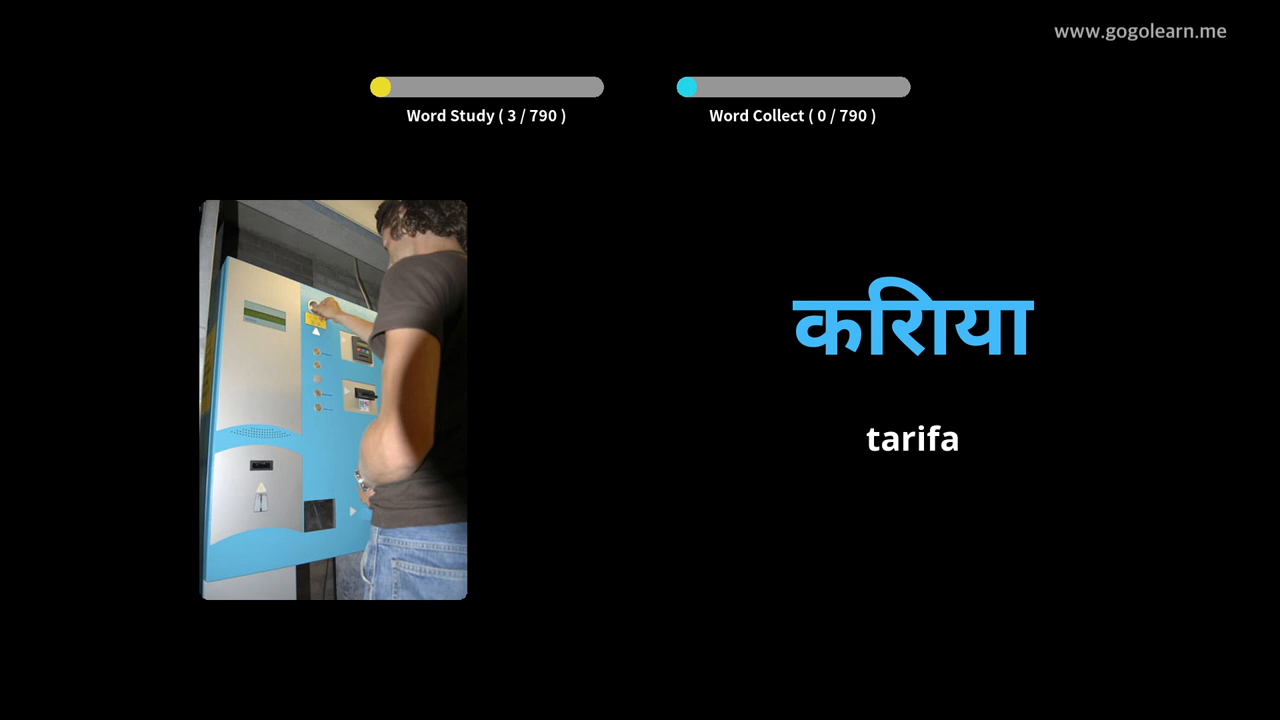 www.gogolearn.me
Word Study ( 3 / 790 )
Word Collect ( 0 / 790 )
करिाया
tarifa